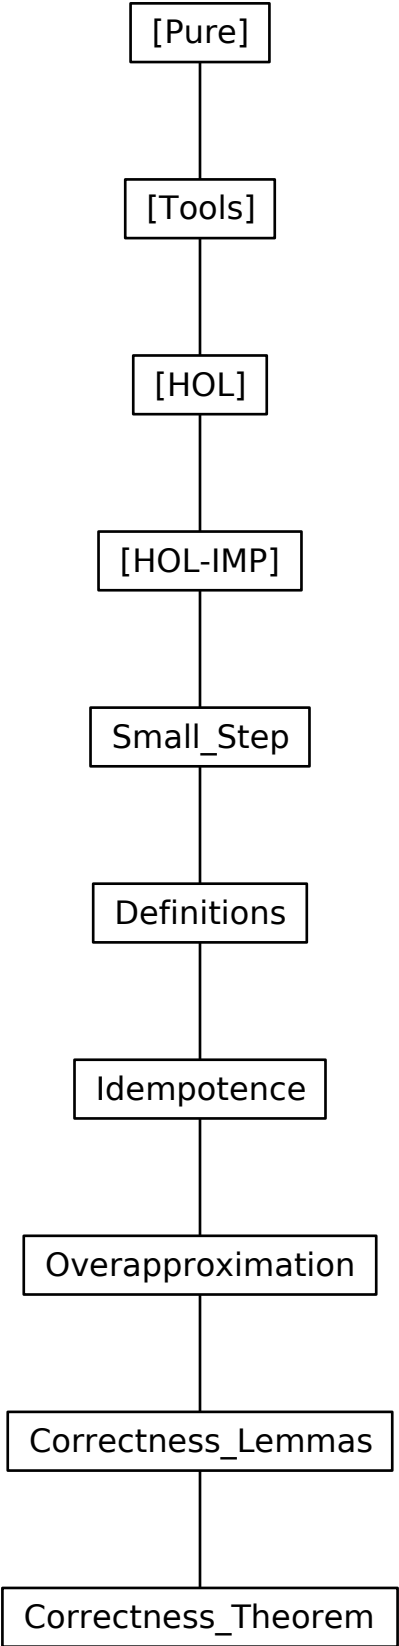 [Pure]
[Tools]
[HOL]
[HOL-IMP]
Small_Step
Definitions
Idempotence
Overapproximation
Correctness_Lemmas
Correctness_Theorem